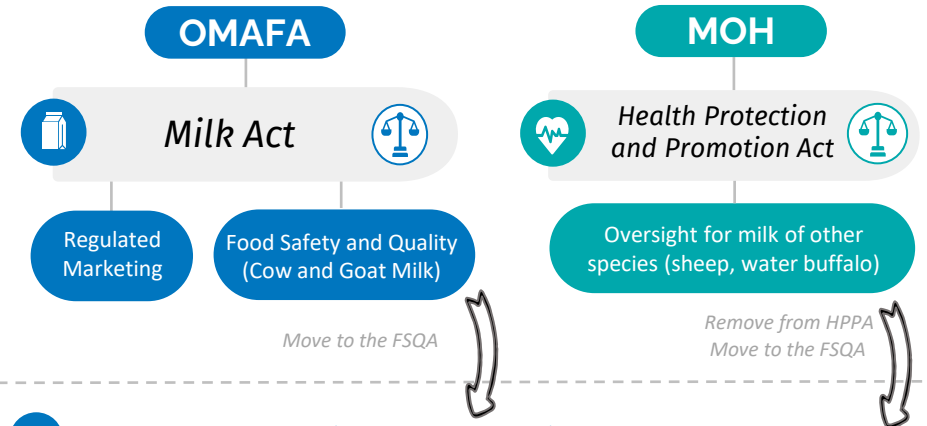 OMAFA
MOH
Milk Act
Health Protection
and Promotion Act
Regulated
Marketing
Food Safety and Quality
(Cow and Goat Milk)
Oversight for milk of other
species (sheep, water buffalo)
Move to the FSQA
Remove from HPPA
Move to the FSQA